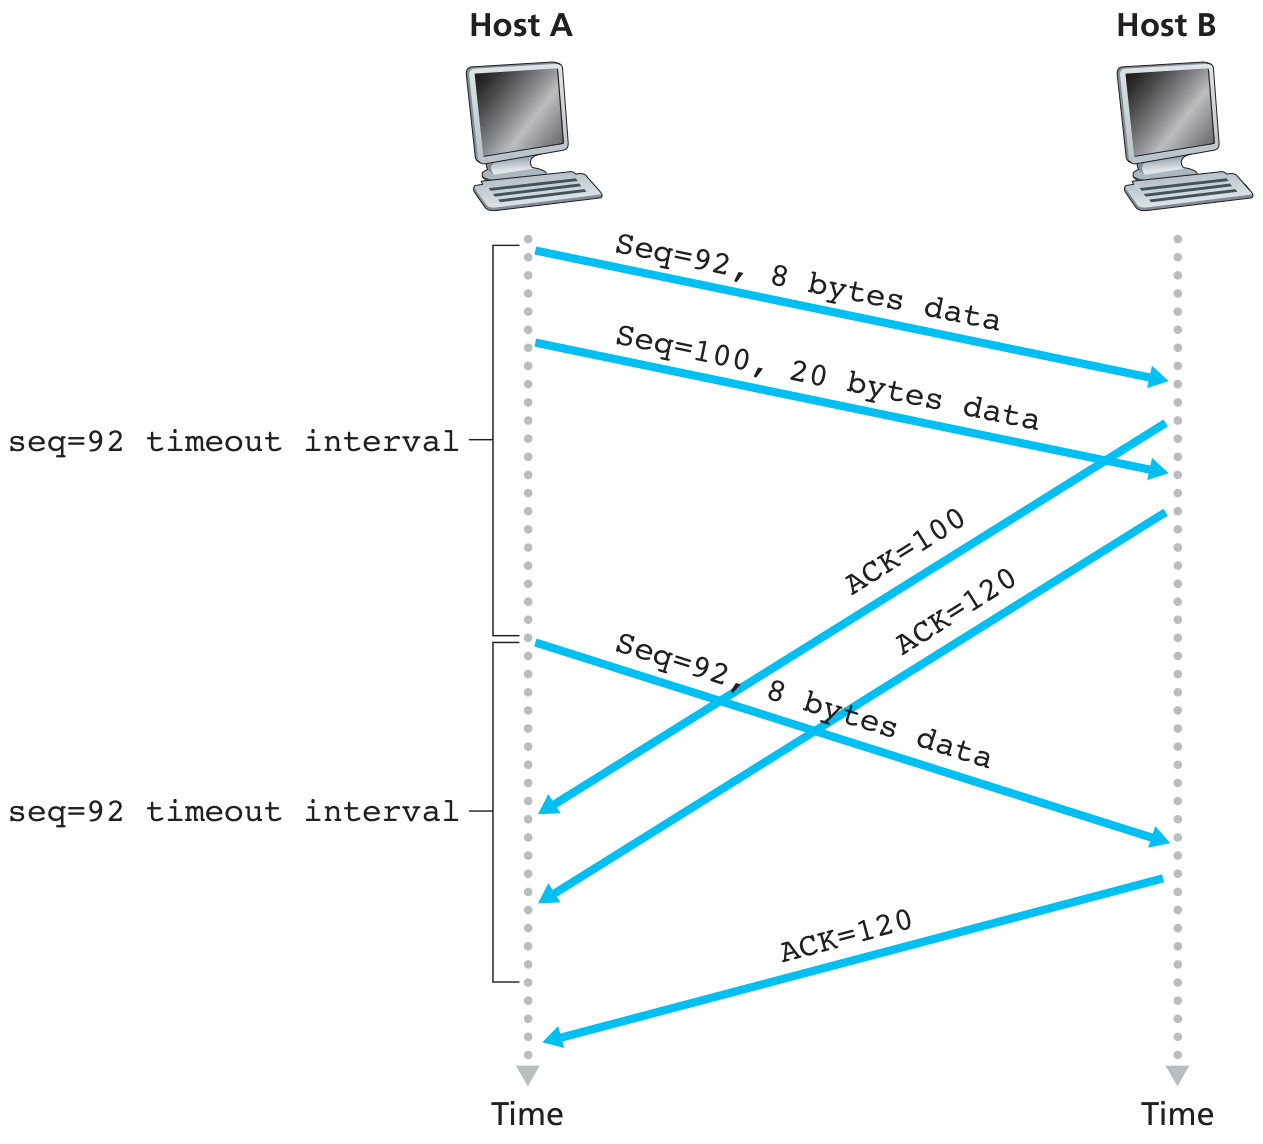 Host A
Host B
Seq=92, 8 bytes data
Seq=100, 20 bytes data
seq=92 timeout interval
ACK=100
ACK=120
Seq=92, 8 bytes data
seq=92 timeout interval
ACK=120
Time
Time